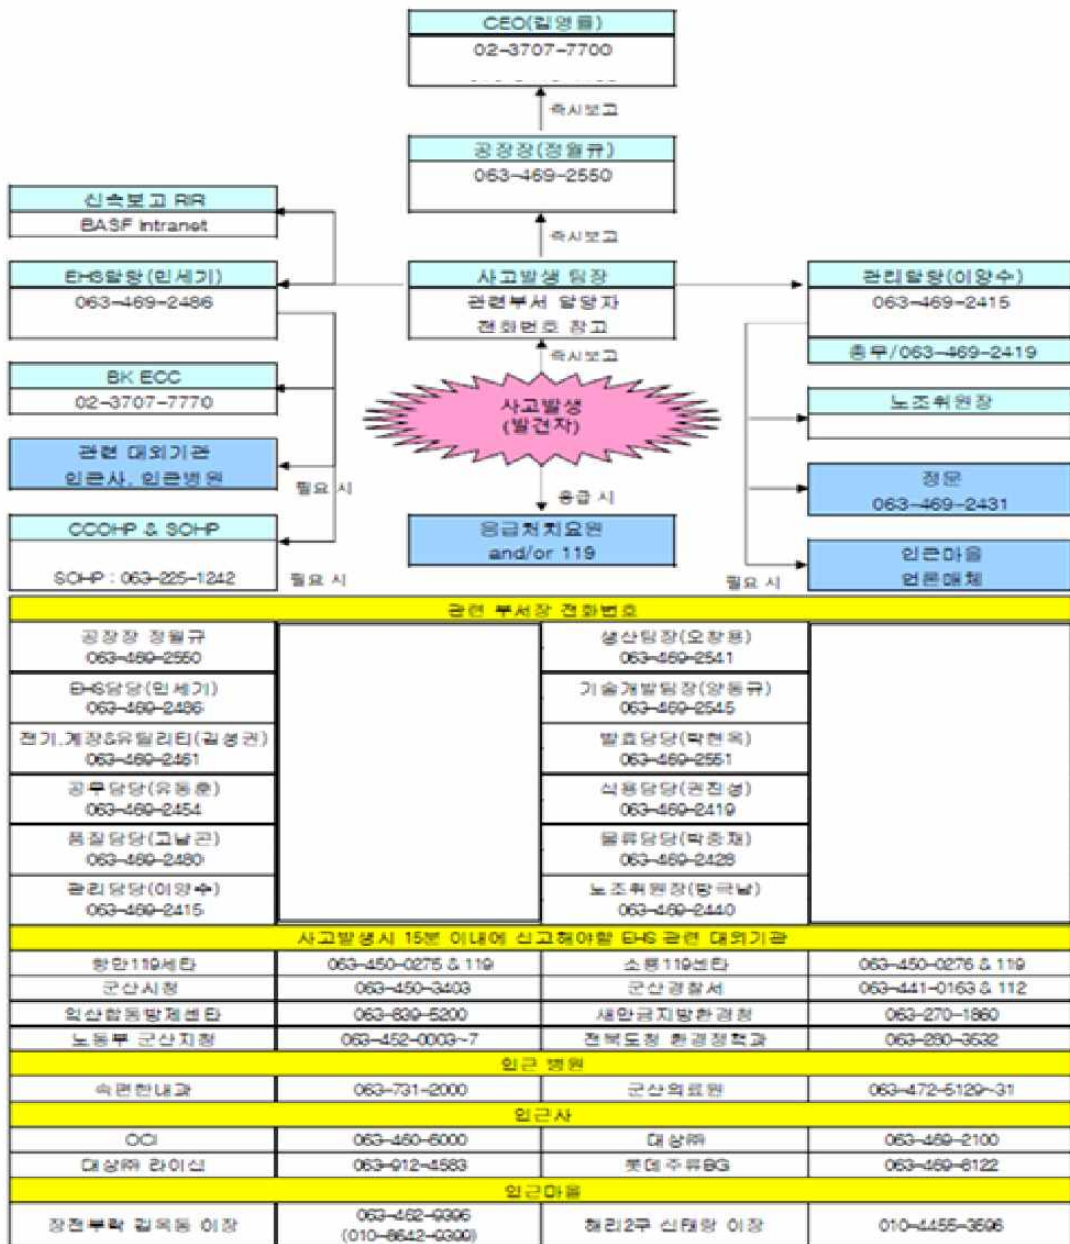 CEO(김영률)
02-3707-7700
즉시보고
공장장(정월규)
063-469-2550
즉시보고
신속보고 RIR
BASF Intranet
EHS담당(민세기)
063-469-2486
사고발생 팀장
관련부서 담당자
전화번호 참고
관리담당(이양수)
063-469-2415
총무/063-469-2419
즉시보고
BK ECC
02-3707-7770
사고발생
(발견자)
노조위원장
관련 대외기관
인근사, 인근병원
필요 시
응급 시
정문
063-469-2431
CCOHP & SOHP
SOHP : 063-225-1242
필요 시
응급처치요원
and/or 119
인근마을
언론매체
필요 시
관련 부서장 전화번호
공장장 정월규
063-469-2550
생산팀장(오창용)
063-469-2541
EHS담당(민세기)
063-469-2486
기술개발팀장(양동규)
063-469-2545
전기,계장&유틸리티(김성권)
063-469-2461
발효담당(박현옥)
063-469-2551
공무담당(유동훈)
063-469-2454
식용담당(권진성)
063-469-2419
품질담당(고남곤)
063-469-2480
물류담당(박중재)
063-469-2428
관리담당(이양수)
063-469-2415
노조위원장(방극남)
063-469-2440
사고발생시 15분 이내에 신고해야할 EHS 관련 대외기관
항만119센타 063-450-0275 & 119 소룡119센타 063-450-0276 & 119
군산시청 063-450-3403 군산경찰서 063-441-0163 & 112
익산합동방제센타 063-839-5200 새만금지방환경청 063-270-1860
노동부 군산지청 063-452-0003~7 전북도청 환경정책과 063-280-3532
인근 병원
속편한내과 063-731-2000 군산의료원 063-472-5129~31
인근사
OCI 063-460-6000 대상㈜ 063-469-2100
대상㈜ 라이신 063-912-4583 롯데주류BG 063-469-6122
인근마을
장전부락 김옥동 이장 063-462-9396
(010-8642-9399)
해리2구 신태랑 이장 010-4455-3596